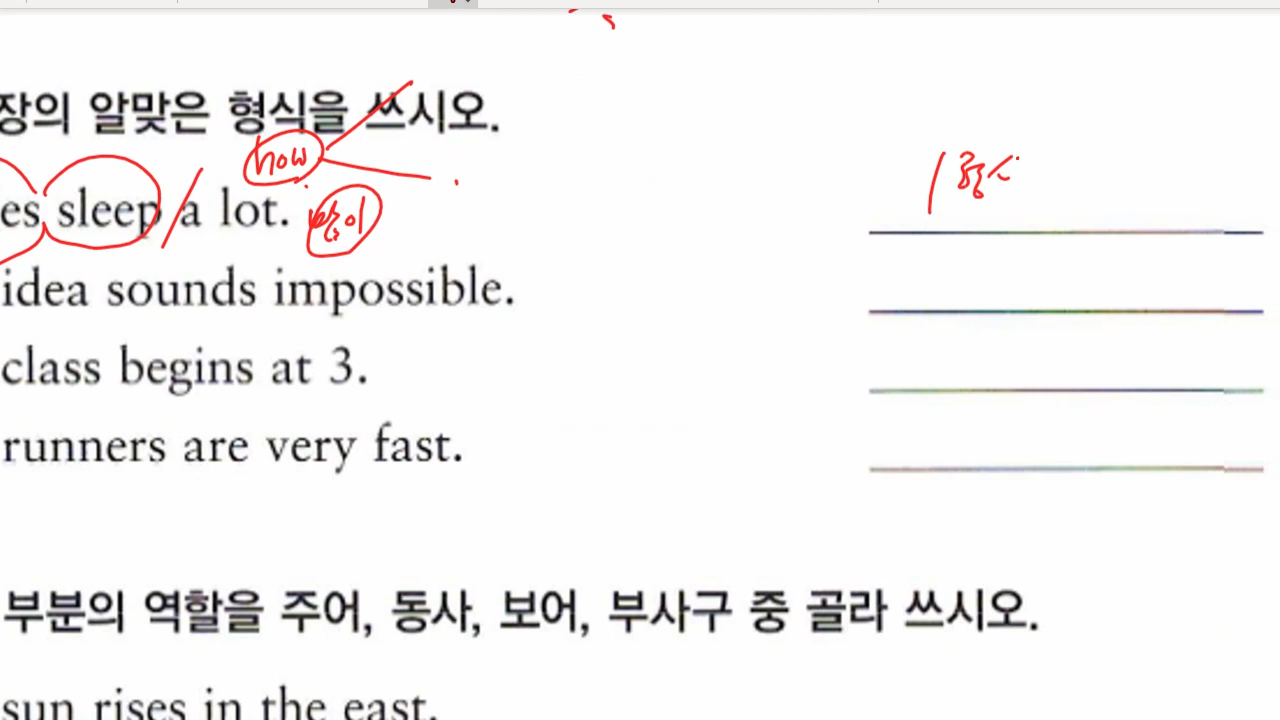 장의 알맞은 형식을 쓰시오.
how
es sleep / a lot. 많이
1형식
idea sounds impossible.
class begins at 3.
runners are very fast.
부분의 역할을 주어, 동사, 보어, 부사구 중 골라 쓰시오.
sun rises in the east.